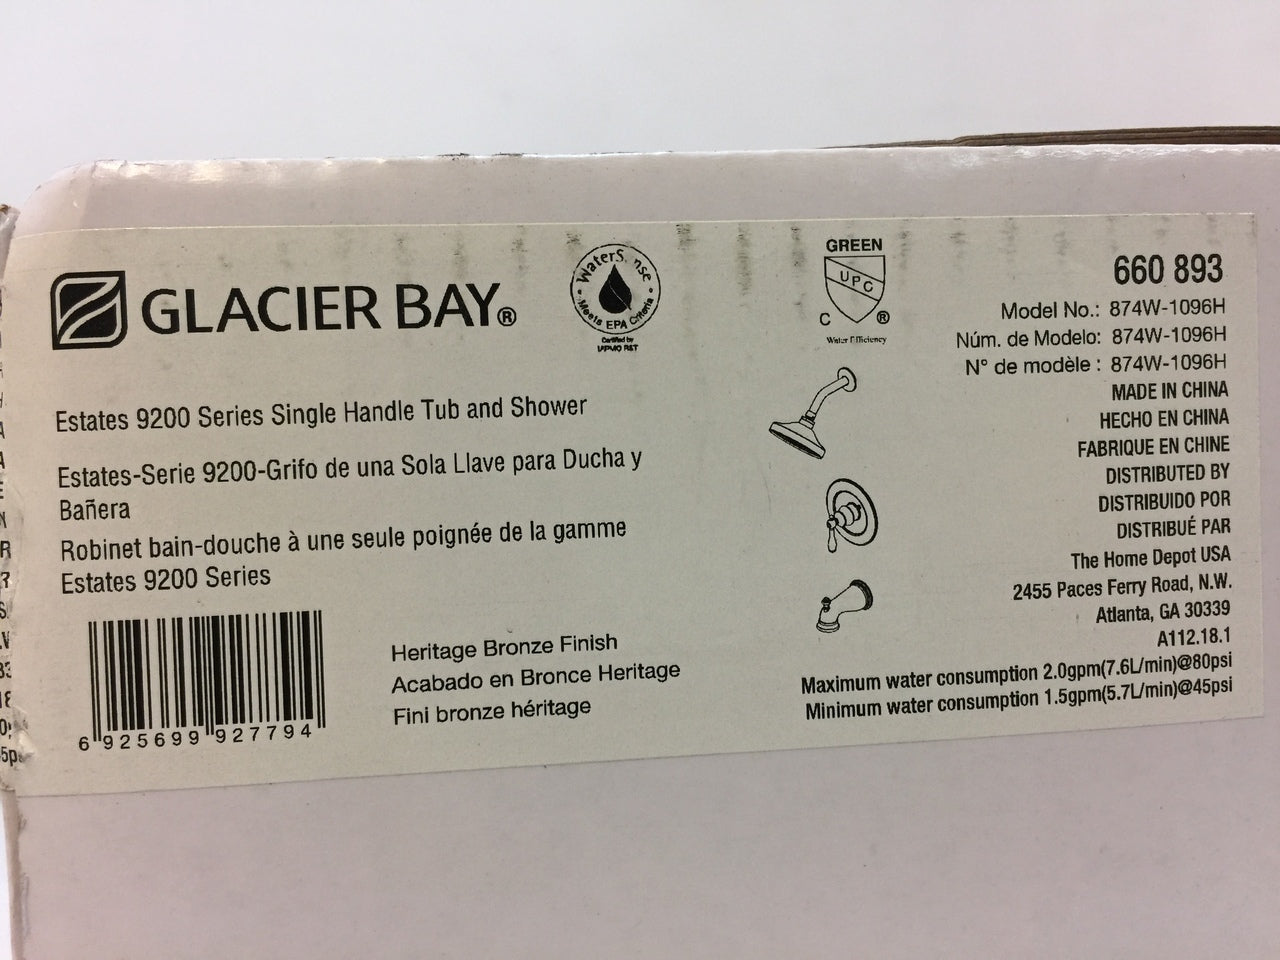 GLACIER BAY®
WaterSense
Meets EPA Criteria
Certified by
IAPMO R&T
GREEN
UPC
C ®
Water Efficiency
660 893
Model No.: 874W-1096H
Núm. de Modelo: 874W-1096H
N° de modèle : 874W-1096H
MADE IN CHINA
HECHO EN CHINA
FABRIQUE EN CHINE
DISTRIBUTED BY
DISTRIBUIDO POR
DISTRIBUÉ PAR
The Home Depot USA
2455 Paces Ferry Road, N.W.
Atlanta, GA 30339
A112.18.1
Maximum water consumption 2.0gpm(7.6L/min)@80psi
Minimum water consumption 1.5gpm(5.7L/min)@45psi
Estates 9200 Series Single Handle Tub and Shower
Estates-Serie 9200-Grifo de una Sola Llave para Ducha y
Bañera
Robinet bain-douche à une seule poignée de la gamme
Estates 9200 Series
Heritage Bronze Finish
Acabado en Bronce Heritage
Fini bronze héritage
6 925699 927794